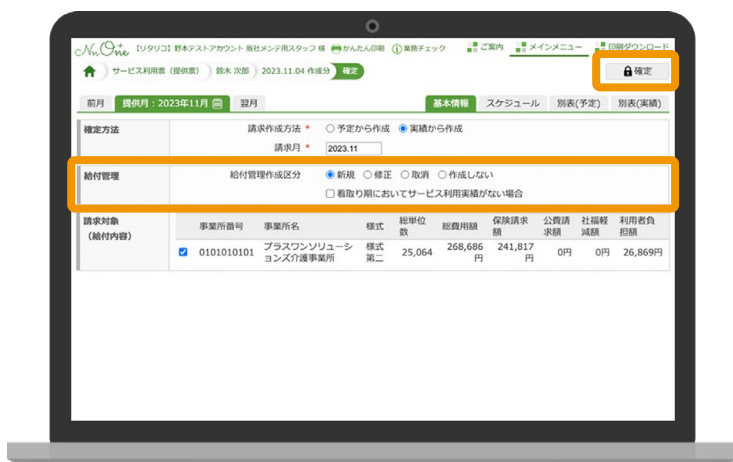 NnOne 【リタリコ】 野本テストアカウント 販社メンテ用スタッフ 様 かんたん印刷 業務チェック ご案内 メインメニュー 印刷ダウンロード
サービス利用票(提供票) 鈴木 次郎 2023.11.04 作成分 確定 確定
前月 提供月:2023年11月 翌月 基本情報 スケジュール 別表(予定) 別表(実績)
確定方法 請求作成方法 * 予定から作成 実績から作成
請求月 * 2023.11
給付管理 給付管理作成区分 新規 修正 取消 作成しない
看取り期においてサービス利用実績がない場合
請求対象
(給付内容)
事業所番号 事業所名 様式 総単位数 総費用額 保険請求額 公費請求額 社福軽減額 利用者負担額
0101010101 プラスワンソリューションズ介護事業所 様式第二 25,064 268,686円 241,817円 0円 0円 26,869円